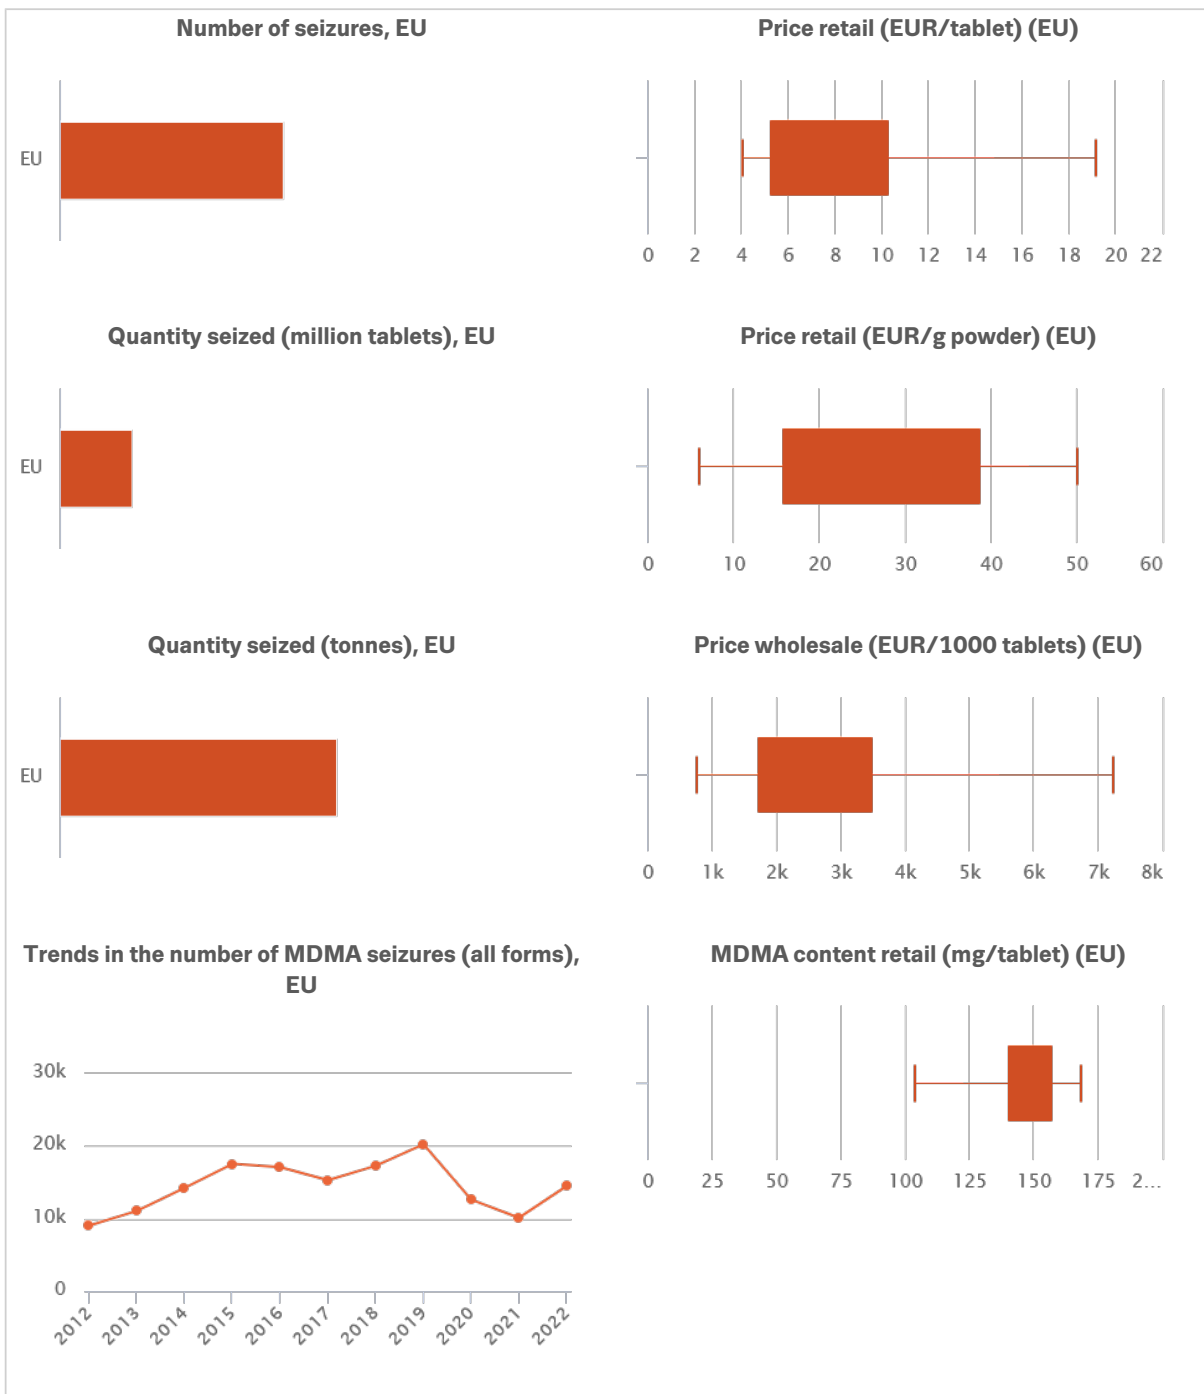 Number of seizures, EU
EU
Price retail (EUR/tablet) (EU)
0 2 4 6 8 10 12 14 16 18 20 22
Quantity seized (million tablets), EU
EU
Price retail (EUR/g powder) (EU)
0 10 20 30 40 50 60
Quantity seized (tonnes), EU
EU
Price wholesale (EUR/1000 tablets) (EU)
0 1k 2k 3k 4k 5k 6k 7k 8k
Trends in the number of MDMA seizures (all forms),
EU
30k
20k
10k
0
2012 2013 2014 2015 2016 2017 2018 2019 2020 2021 2022
MDMA content retail (mg/tablet) (EU)
0 25 50 75 100 125 150 175 2...